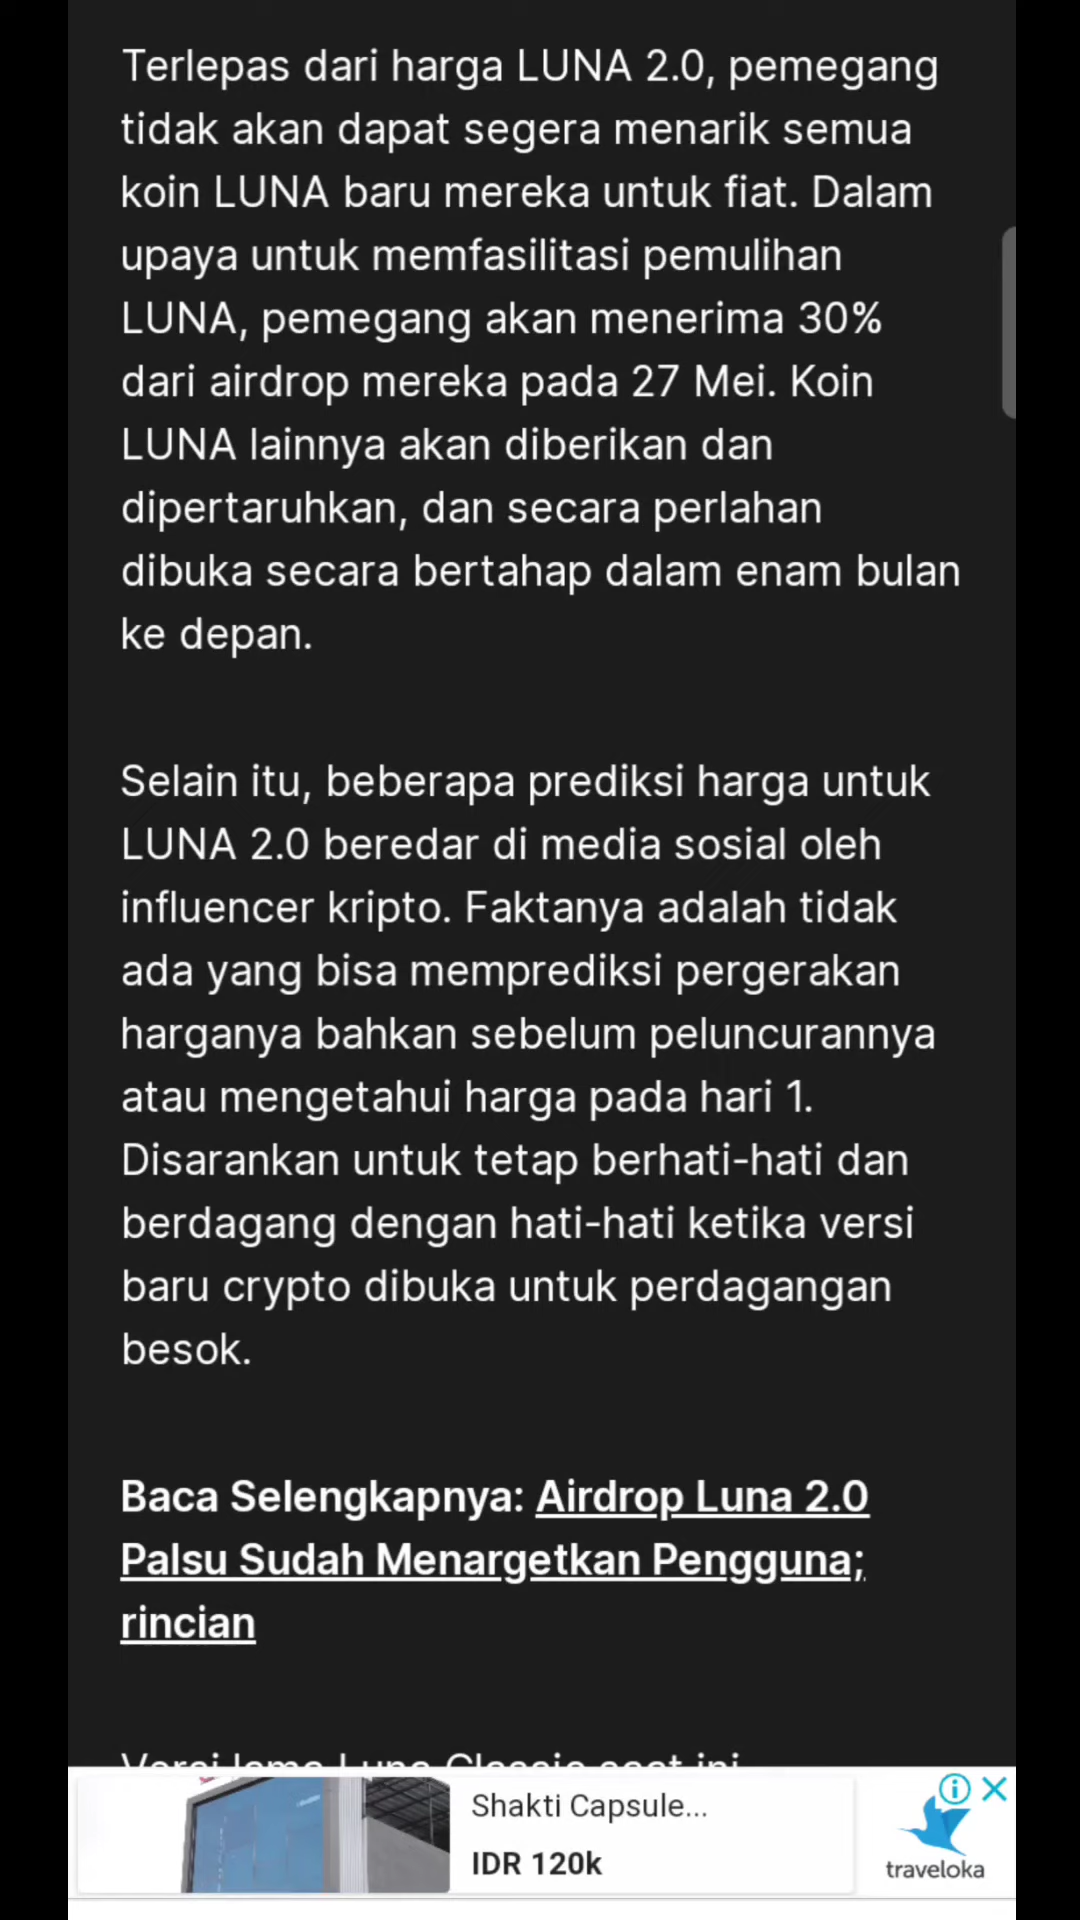 Terlepas dari harga LUNA 2.0, pemegang
tidak akan dapat segera menarik semua
koin LUNA baru mereka untuk fiat. Dalam
upaya untuk memfasilitasi pemulihan
LUNA, pemegang akan menerima 30%
dari airdrop mereka pada 27 Mei. Koin
LUNA lainnya akan diberikan dan
dipertaruhkan, dan secara perlahan
dibuka secara bertahap dalam enam bulan
ke depan.
Selain itu, beberapa prediksi harga untuk
LUNA 2.0 beredar di media sosial oleh
influencer kripto. Faktanya adalah tidak
ada yang bisa memprediksi pergerakan
harganya bahkan sebelum peluncurannya
atau mengetahui harga pada hari 1.
Disarankan untuk tetap berhati-hati dan
berdagang dengan hati-hati ketika versi
baru crypto dibuka untuk perdagangan
besok.
Baca Selengkapnya: Airdrop Luna 2.0
Palsu Sudah Menargetkan Pengguna;
rincian
Versi lama Luna Classic saat ini
Shakti Capsule...
IDR 120k
traveloka